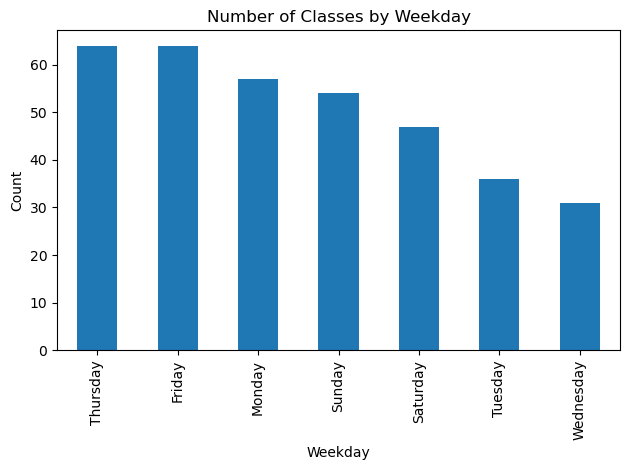 Number of Classes by Weekday
Count
60
50
40
30
20
10
0
Thursday
Friday
Monday
Sunday
Saturday
Tuesday
Wednesday
Weekday